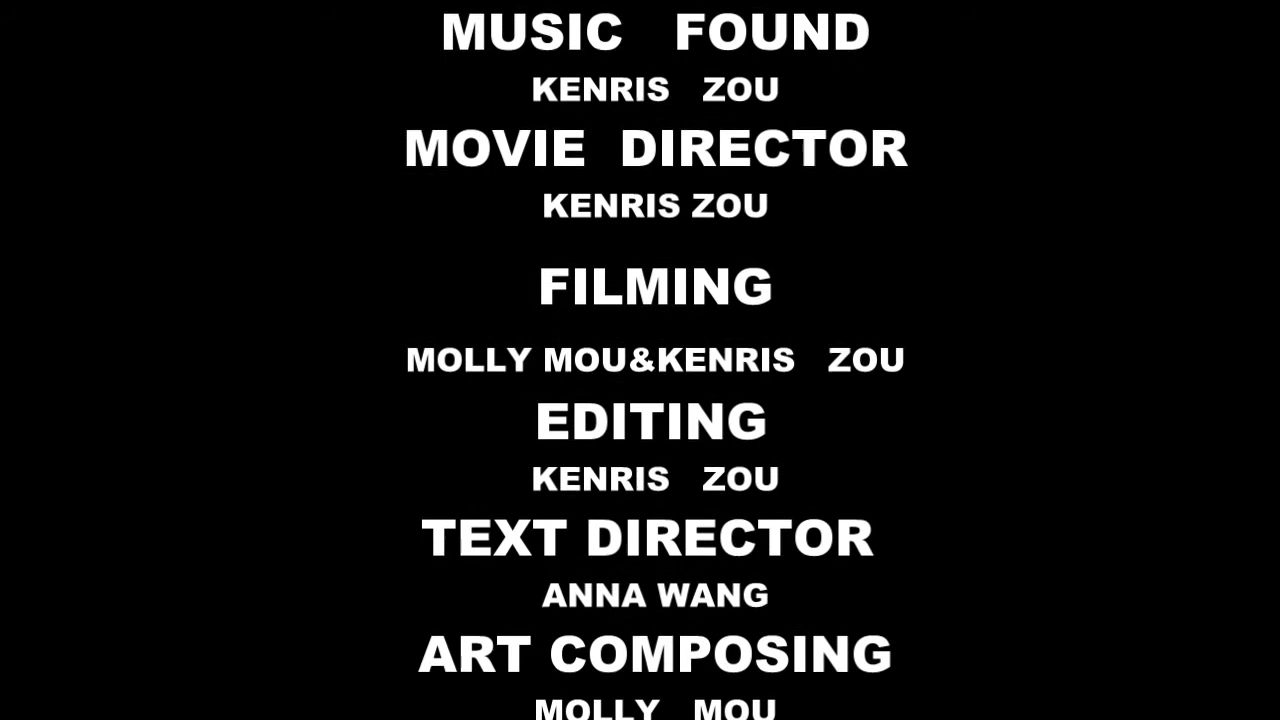 MUSIC FOUND
KENRIS ZOU
MOVIE DIRECTOR
KENRIS ZOU
FILMING
MOLLY MOU&KENRIS ZOU
EDITING
KENRIS ZOU
TEXT DIRECTOR
ANNA WANG
ART COMPOSING
MOLLY MOU